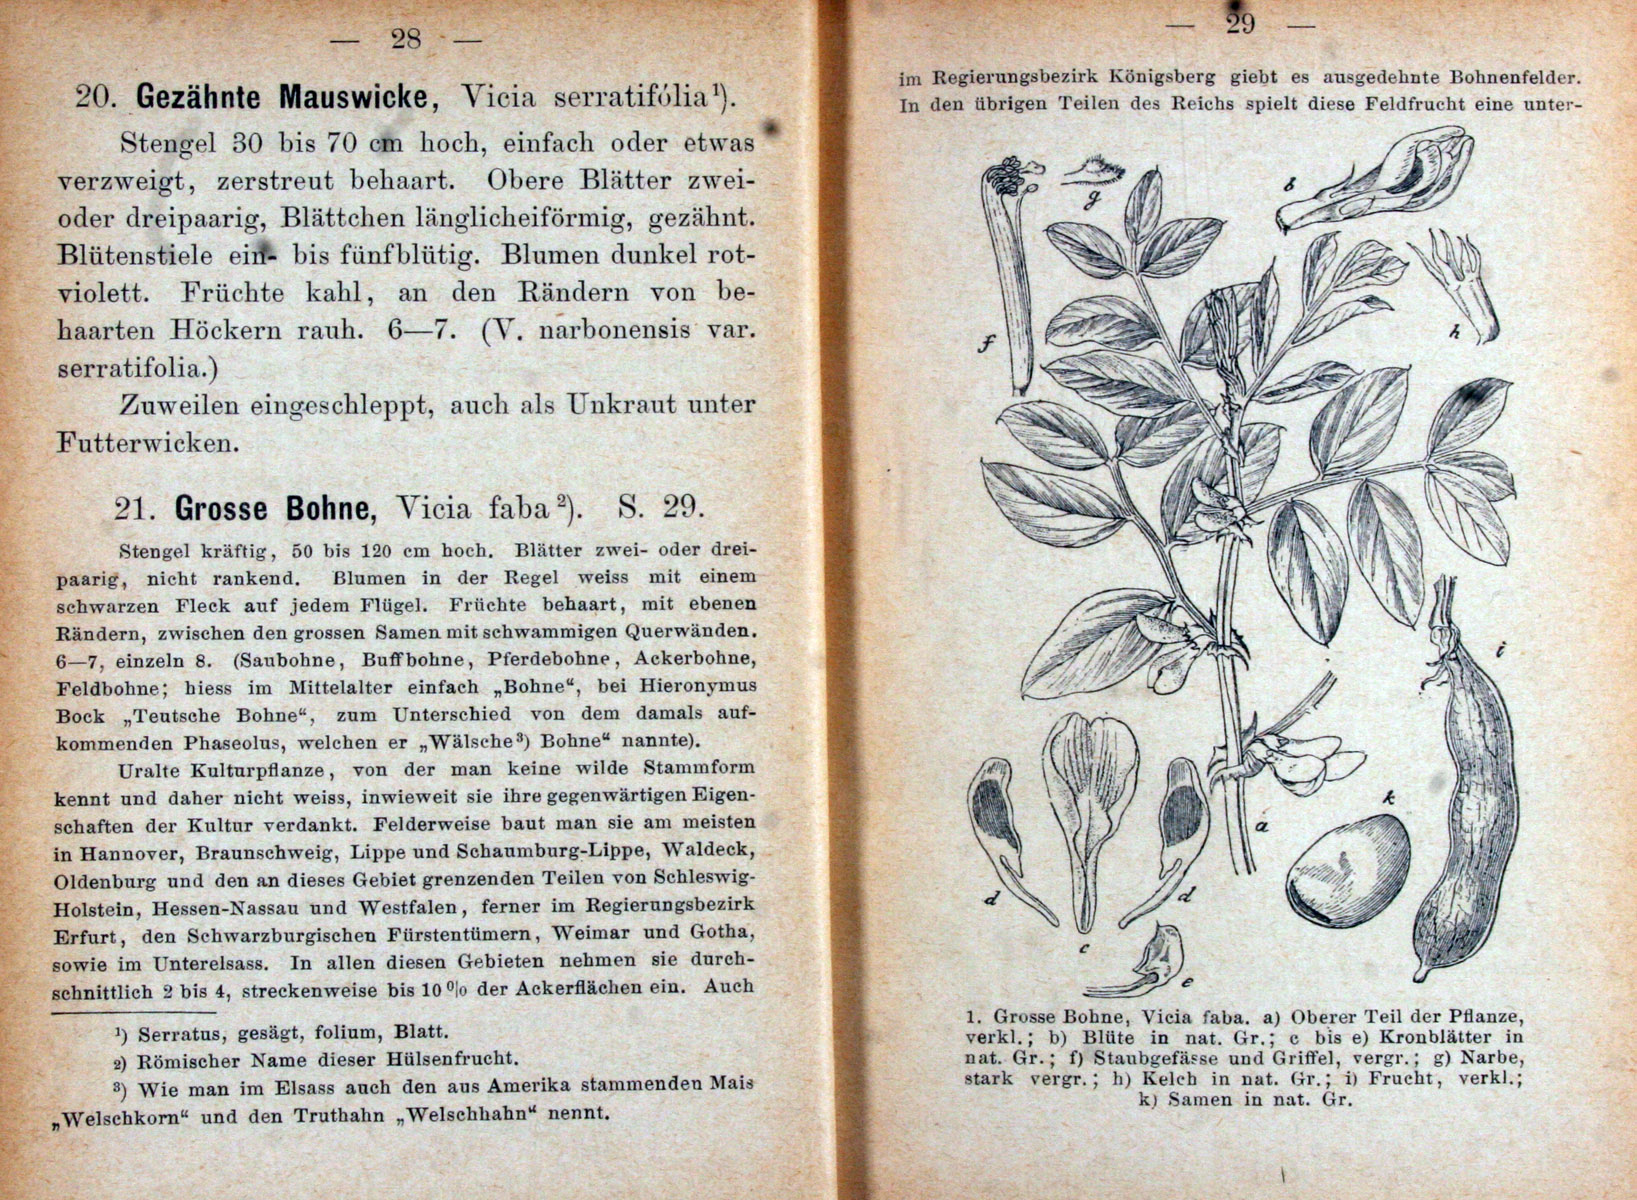 — 28 —
20. Gezähnte Mauswicke, Vicia serratifólia¹).
Stengel 30 bis 70 cm hoch, einfach oder etwas
verzweigt, zerstreut behaart. Obere Blätter zwei-
oder dreipaarig, Blättchen länglicheiförmig, gezähnt.
Blütenstiele ein- bis fünfblütig. Blumen dunkel rot-
violett. Früchte kahl, an den Rändern von be-
haarten Höckern rauh. 6—7. (V. narbonensis var.
serratifolia.)
Zuweilen eingeschleppt, auch als Unkraut unter
Futterwicken.
21. Grosse Bohne, Vicia faba²). S. 29.
Stengel kräftig, 50 bis 120 cm hoch. Blätter zwei- oder drei-
paarig, nicht rankend. Blumen in der Regel weiss mit einem
schwarzen Fleck auf jedem Flügel. Früchte behaart, mit ebenen
Rändern, zwischen den grossen Samen mit schwammigen Querwänden.
6—7, einzeln 8. (Saubohne, Buffbohne, Pferdebohne, Ackerbohne,
Feldbohne; hiess im Mittelalter einfach „Bohne“, bei Hieronymus
Bock „Teutsche Bohne“, zum Unterschied von dem damals auf-
kommenden Phaseolus, welchen er „Wälsche³) Bohne“ nannte).
Uralte Kulturpflanze, von der man keine wilde Stammform
kennt und daher nicht weiss, inwieweit sie ihre gegenwärtigen Eigen-
schaften der Kultur verdankt. Felderweise baut man sie am meisten
in Hannover, Braunschweig, Lippe und Schaumburg-Lippe, Waldeck,
Oldenburg und den an dieses Gebiet grenzenden Teilen von Schleswig-
Holstein, Hessen-Nassau und Westfalen, ferner im Regierungsbezirk
Erfurt, den Schwarzburgischen Fürstentümern, Weimar und Gotha,
sowie im Unterelsass. In allen diesen Gebieten nehmen sie durch-
schnittlich 2 bis 4, streckenweise bis 10 % der Ackerflächen ein. Auch
¹) Serratus, gesägt, folium, Blatt.
²) Römischer Name dieser Hülsenfrucht.
³) Wie man im Elsass auch den aus Amerika stammenden Mais
„Welschkorn“ und den Truthahn „Welschhahn“ nennt.
— 29 —
im Regierungsbezirk Königsberg giebt es ausgedehnte Bohnenfelder.
In den übrigen Teilen des Reichs spielt diese Feldfrucht eine unter-
b
g
f
h
i
k
a
d
d
c
e
1. Grosse Bohne, Vicia faba. a) Oberer Teil der Pflanze,
verkl.; b) Blüte in nat. Gr.; c bis e) Kronblätter in
nat. Gr.; f) Staubgefässe und Griffel, vergr.; g) Narbe,
stark vergr.; h) Kelch in nat. Gr.; i) Frucht, verkl.;
k) Samen in nat. Gr.